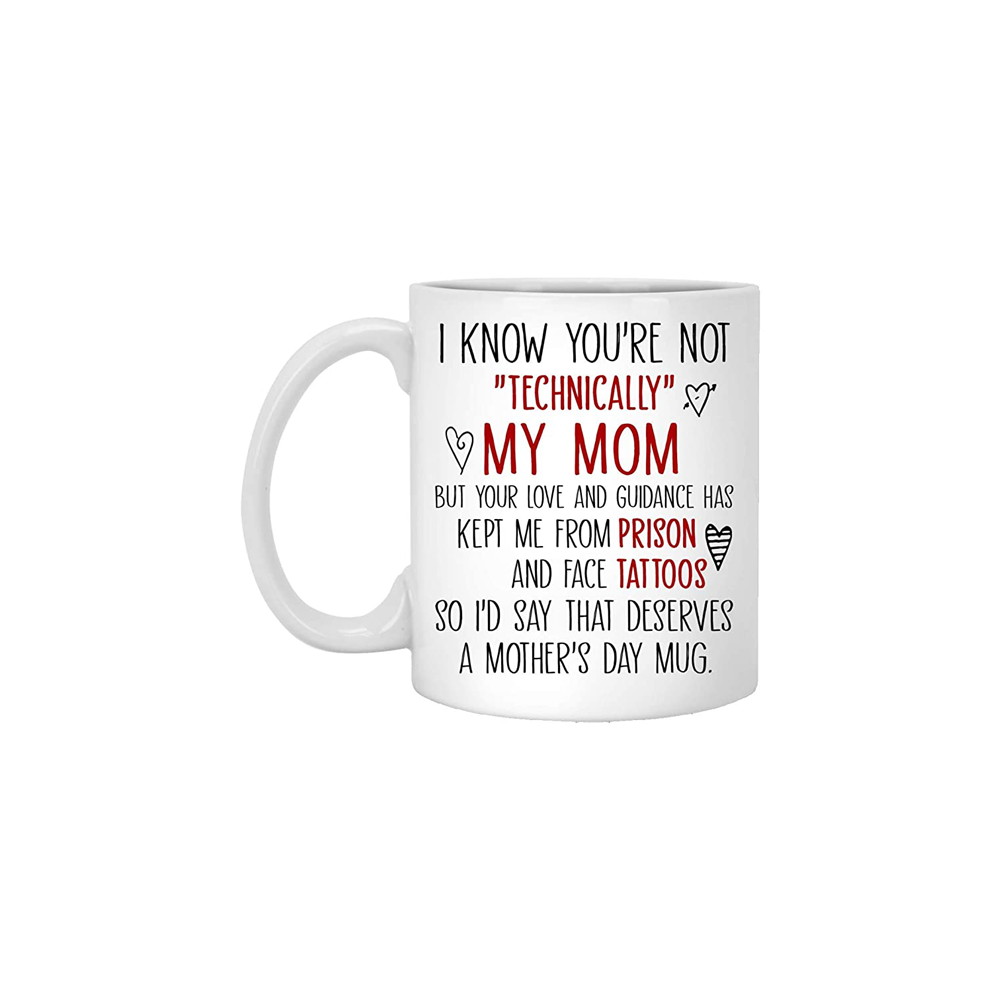 I KNOW YOU'RE NOT
"TECHNICALLY"
MY MOM
BUT YOUR LOVE AND GUIDANCE HAS
KEPT ME FROM PRISON
AND FACE TATTOOS
SO I'D SAY THAT DESERVES
A MOTHER'S DAY MUG.